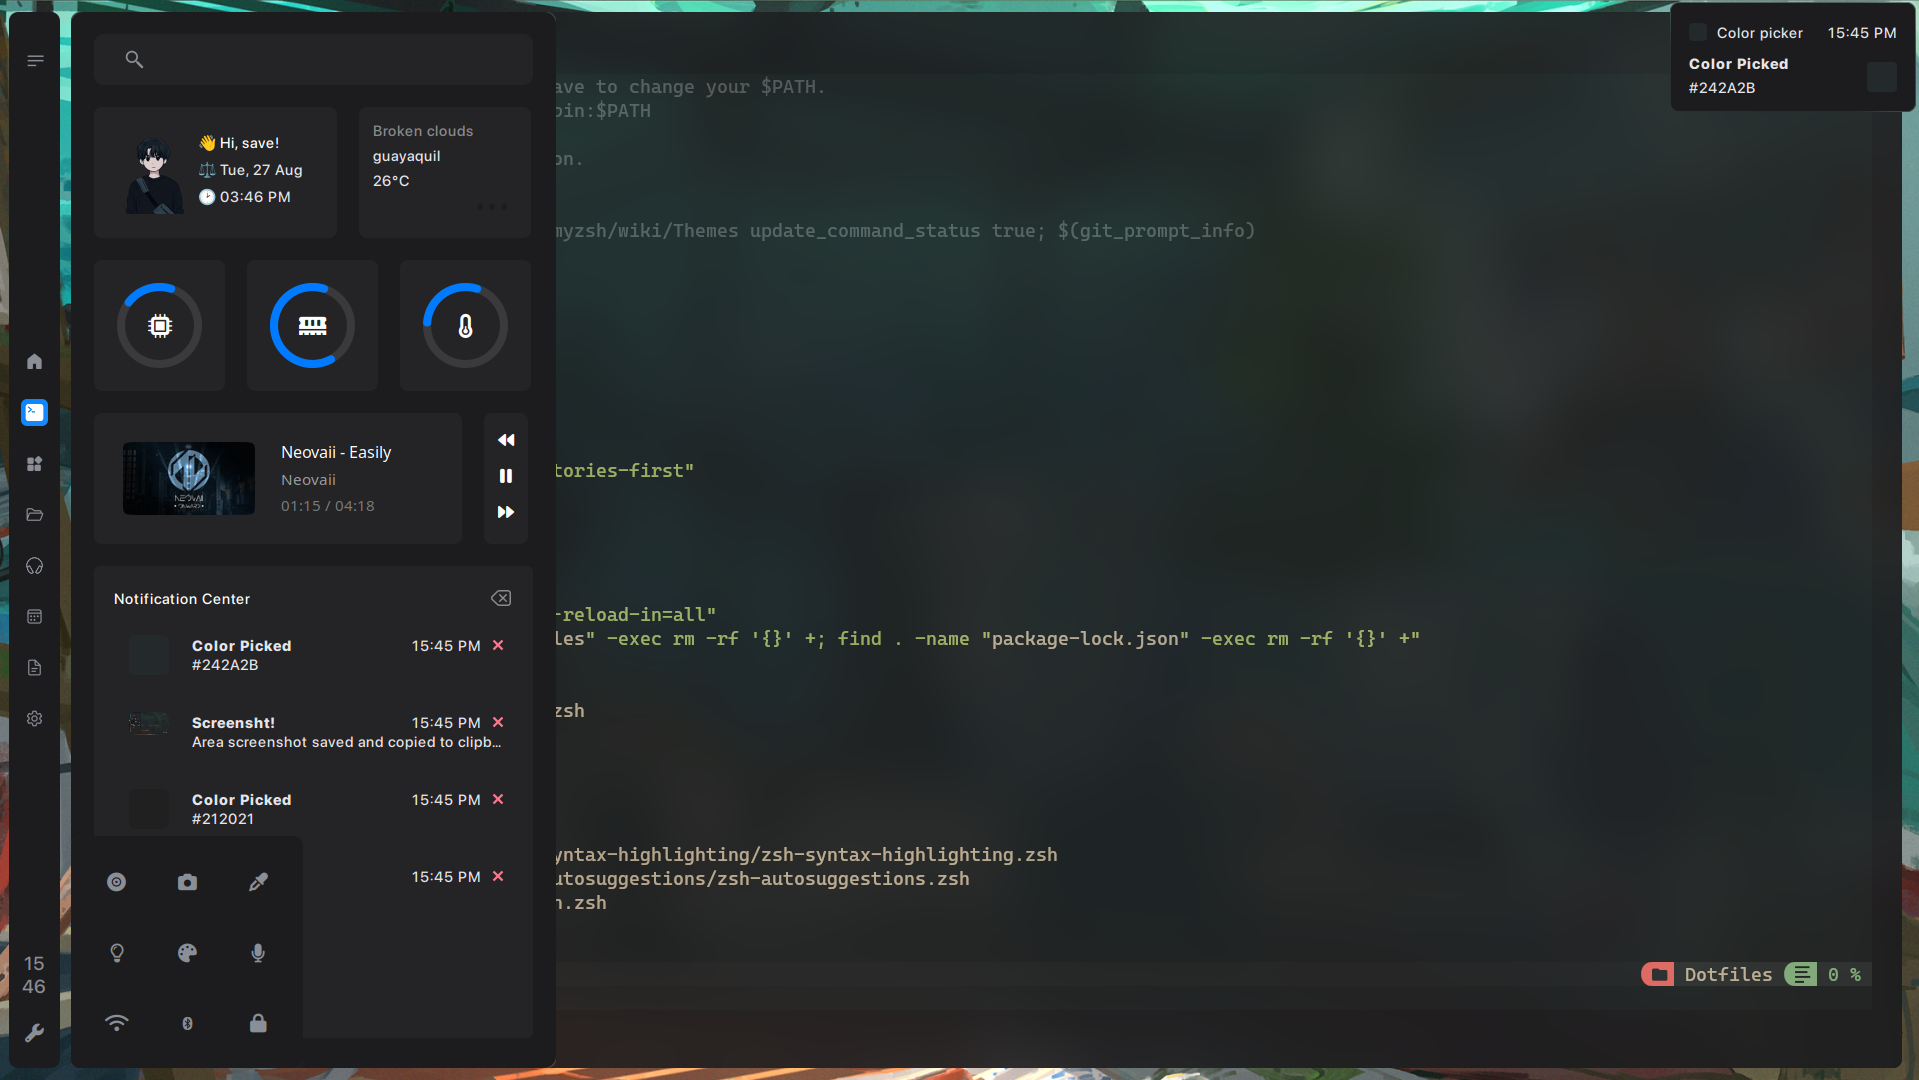 👋 Hi, save!
⚖️ Tue, 27 Aug
🕑 03:46 PM
Broken clouds
guayaquil
26°C
Neovaii - Easily
Neovaii
01:15 / 04:18
NEOVAII
Notification Center
Color Picked 15:45 PM
#242A2B
Screensht! 15:45 PM
Area screenshot saved and copied to clipb...
Color Picked 15:45 PM
#212021
15:45 PM
15
46
ave to change your $PATH.
bin:$PATH
on.
myzsh/wiki/Themes update_command_status true; $(git_prompt_info)
tories-first"
-reload-in=all"
les" -exec rm -rf '{}' +; find . -name "package-lock.json" -exec rm -rf '{}' +"
zsh
yntax-highlighting/zsh-syntax-highlighting.zsh
utosuggestions/zsh-autosuggestions.zsh
h.zsh
Dotfiles 0 %
Color picker 15:45 PM
Color Picked
#242A2B